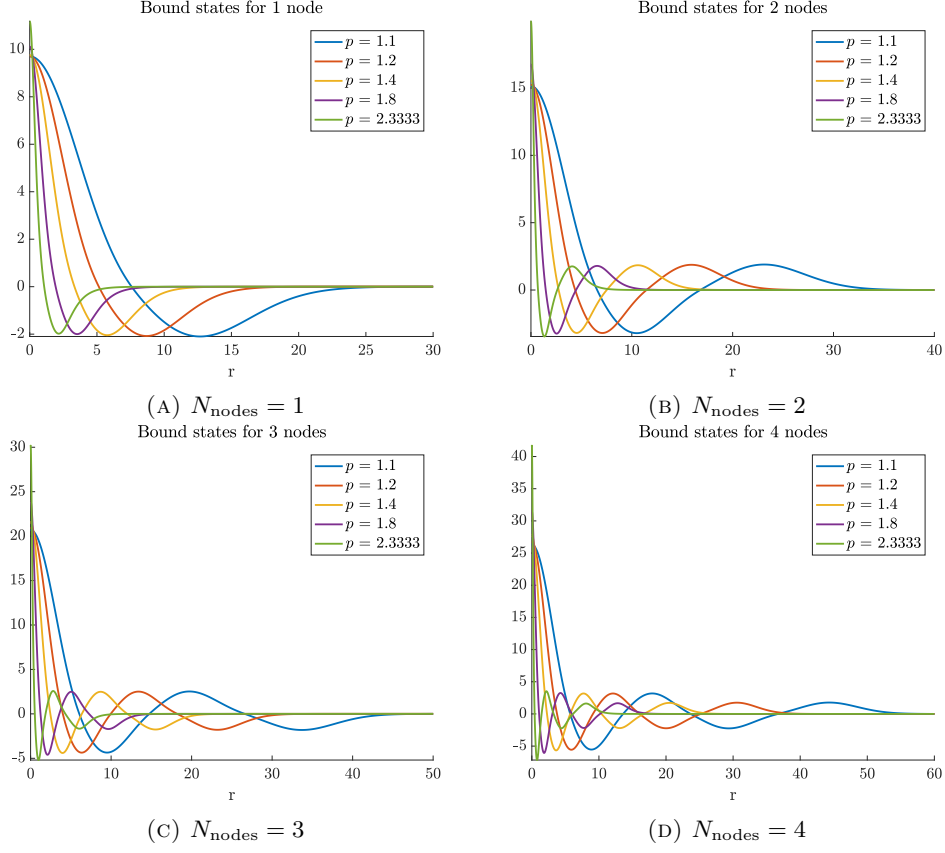 Bound states for 1 node
10
8
6
4
2
0
-2
0 5 10 15 20 25 30
r
p = 1.1
p = 1.2
p = 1.4
p = 1.8
p = 2.3333
(A) N_nodes = 1
Bound states for 2 nodes
15
10
5
0
0 10 20 30 40
r
p = 1.1
p = 1.2
p = 1.4
p = 1.8
p = 2.3333
(B) N_nodes = 2
Bound states for 3 nodes
30
25
20
15
10
5
0
-5
0 10 20 30 40 50
r
p = 1.1
p = 1.2
p = 1.4
p = 1.8
p = 2.3333
(C) N_nodes = 3
Bound states for 4 nodes
40
35
30
25
20
15
10
5
0
-5
0 10 20 30 40 50 60
r
p = 1.1
p = 1.2
p = 1.4
p = 1.8
p = 2.3333
(D) N_nodes = 4